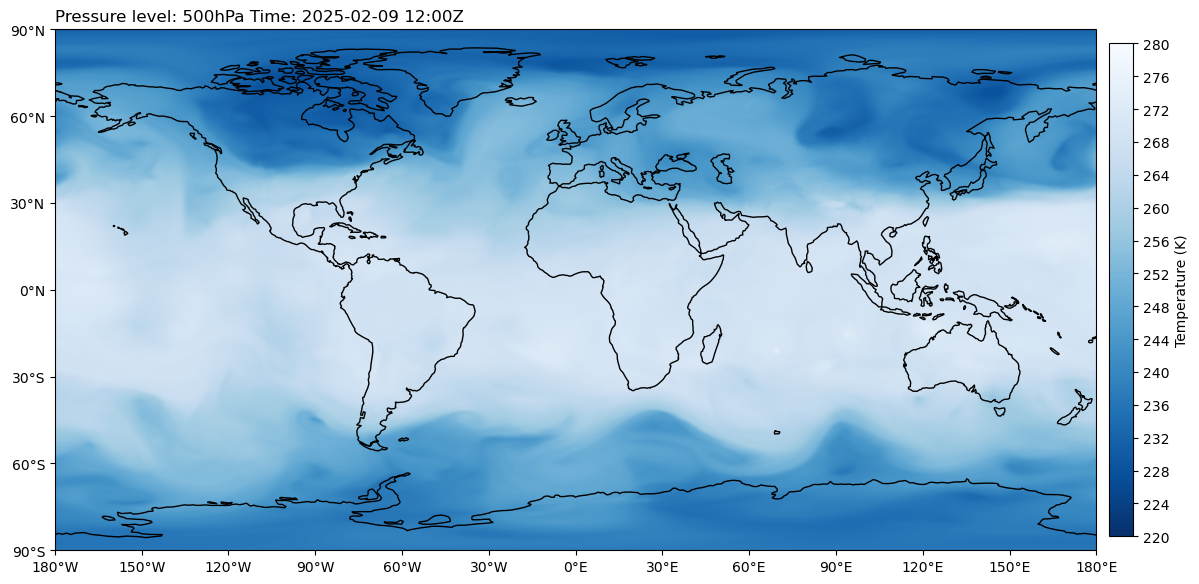 Pressure level: 500hPa Time: 2025-02-09 12:00Z
90°N
60°N
30°N
0°N
30°S
60°S
90°S
180°W 150°W 120°W 90°W 60°W 30°W 0°E 30°E 60°E 90°E 120°E 150°E 180°E
280
276
272
268
264
260
256
252
248
244
240
236
232
228
224
220
Temperature (K)